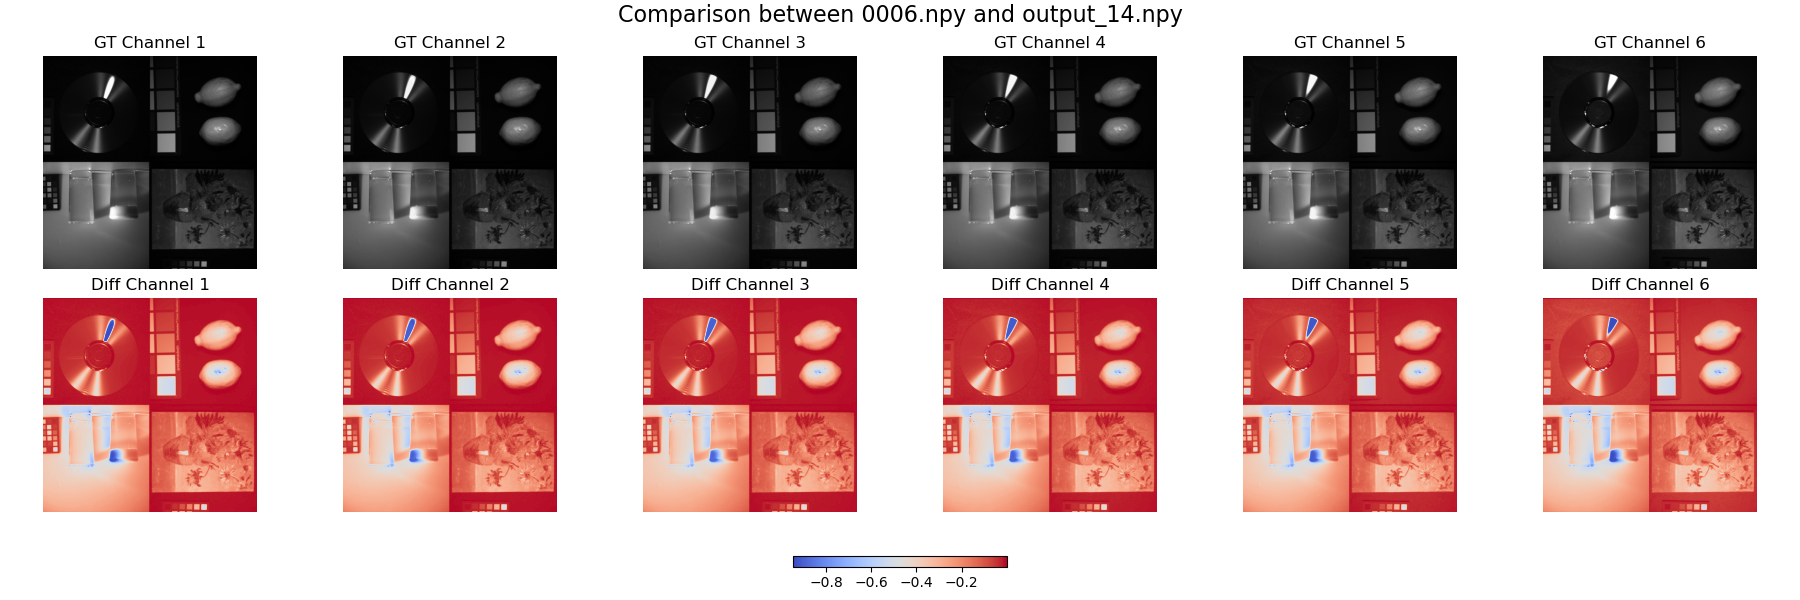 Comparison between 0006.npy and output_14.npy
GT Channel 1 GT Channel 2 GT Channel 3 GT Channel 4 GT Channel 5 GT Channel 6
Diff Channel 1 Diff Channel 2 Diff Channel 3 Diff Channel 4 Diff Channel 5 Diff Channel 6
−0.8 −0.6 −0.4 −0.2